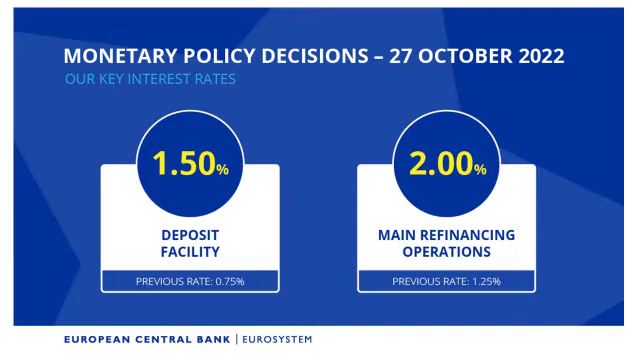 MONETARY POLICY DECISIONS – 27 OCTOBER 2022
OUR KEY INTEREST RATES
1.50%
DEPOSIT
FACILITY
PREVIOUS RATE: 0.75%
2.00%
MAIN REFINANCING
OPERATIONS
PREVIOUS RATE: 1.25%
EUROPEAN CENTRAL BANK | EUROSYSTEM